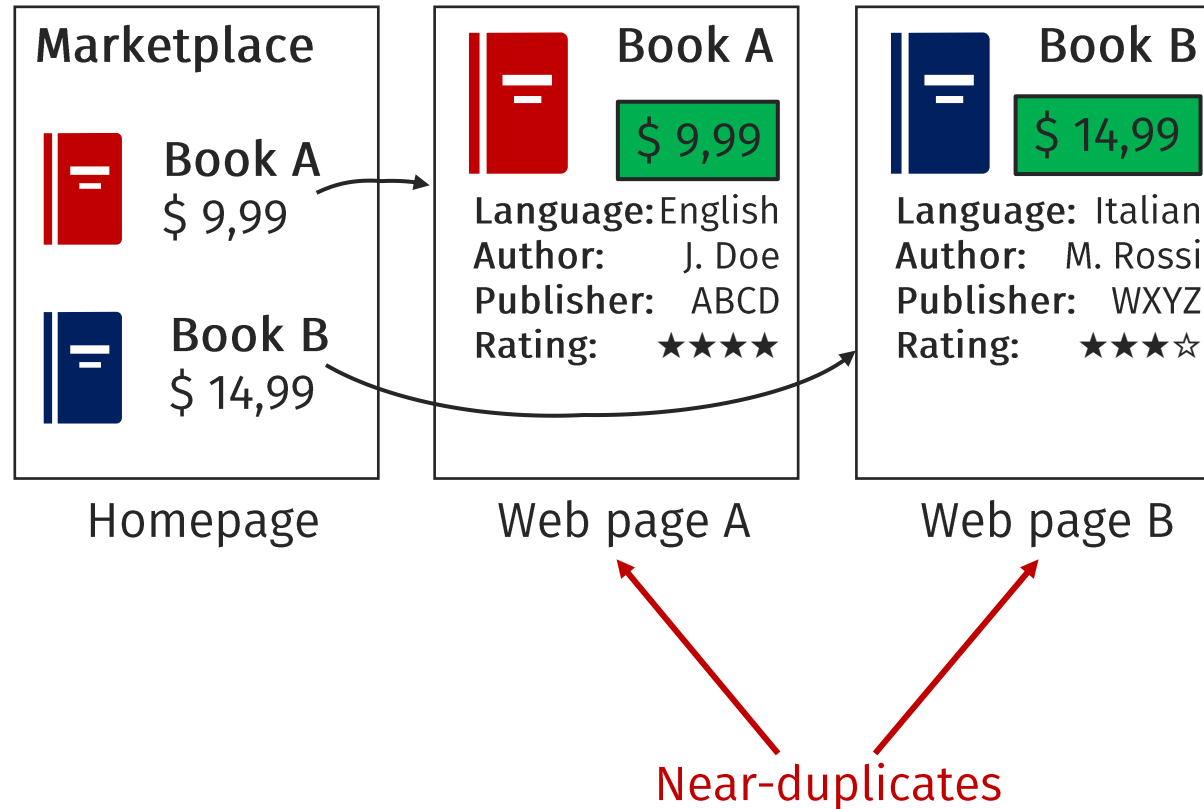 Marketplace
Book A
$ 9,99
Book B
$ 14,99
Homepage
Book A
$ 9,99
Language: English
Author: J. Doe
Publisher: ABCD
Rating: ★★★★
Web page A
Book B
$ 14,99
Language: Italian
Author: M. Rossi
Publisher: WXYZ
Rating: ★★★☆
Web page B
Near-duplicates